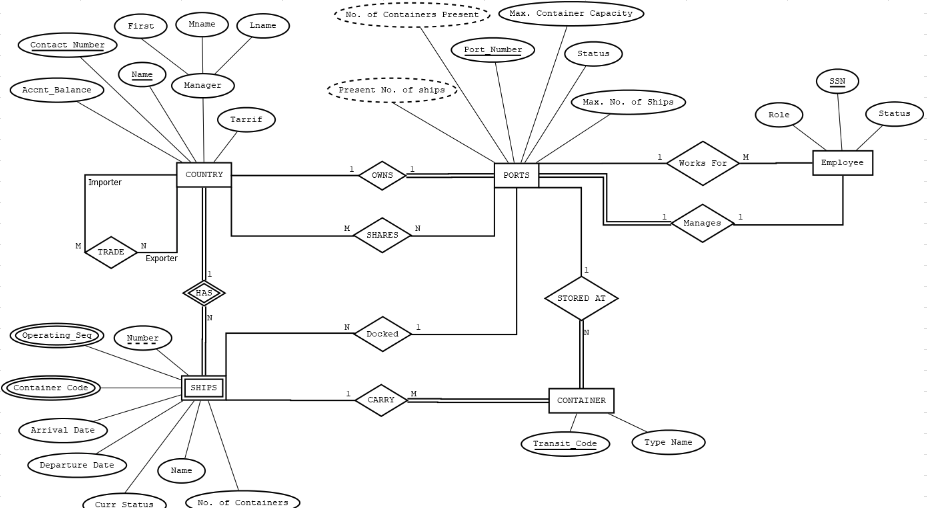 No. of Containers Present
Max. Container Capacity
First
Mname
Lname
Contact Number
Port_Number
Status
Name
Manager
SSN
Accnt_Balance
Present No. of ships
Max. No. of Ships
Role
Status
Tarrif
1
M
Works For
Employee
COUNTRY
1
OWNS
1
PORTS
Importer
1
Manages
1
M
SHARES
N
M
TRADE
N
Exporter
1
1
HAS
STORED AT
N
N
Docked
1
N
Operating_Seq
Number
Container Code
SHIPS
1
CARRY
M
CONTAINER
Arrival Date
Transit_Code
Type Name
Departure Date
Name
Curr Status
No. of Containers